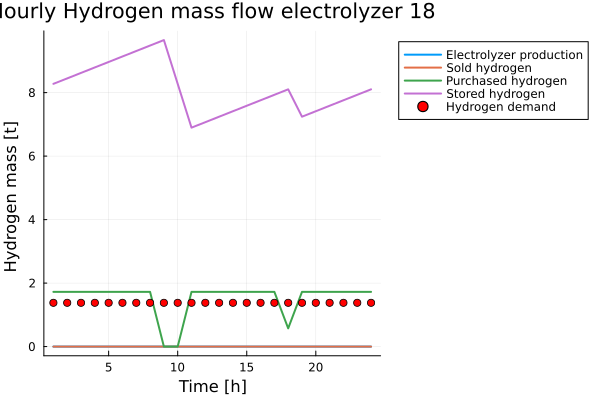 Hourly Hydrogen mass flow electrolyzer 18
Electrolyzer production
Sold hydrogen
Purchased hydrogen
Stored hydrogen
Hydrogen demand
Hydrogen mass [t]
8
6
4
2
0
5
10
15
20
Time [h]